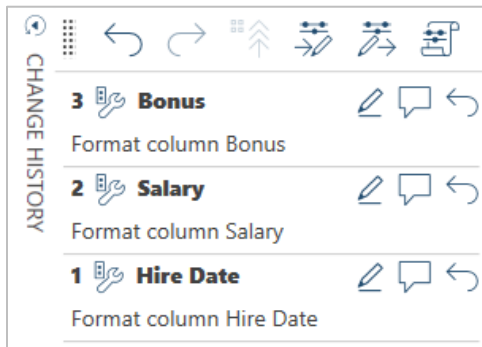 CHANGE HISTORY
3 Bonus
Format column Bonus
2 Salary
Format column Salary
1 Hire Date
Format column Hire Date